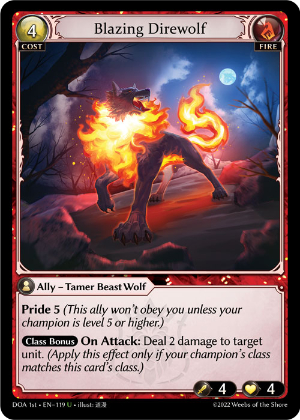 4 Blazing Direwolf
COST FIRE
Ally – Tamer Beast Wolf
Pride 5 (This ally won't obey you unless your
champion is level 5 or higher.)
Class Bonus On Attack: Deal 2 damage to target
unit. (Apply this effect only if your champion's class
matches this card's class.)
4 4
DOA 1st • EN-119 U • illust:
©2022 Weebs of the Shore